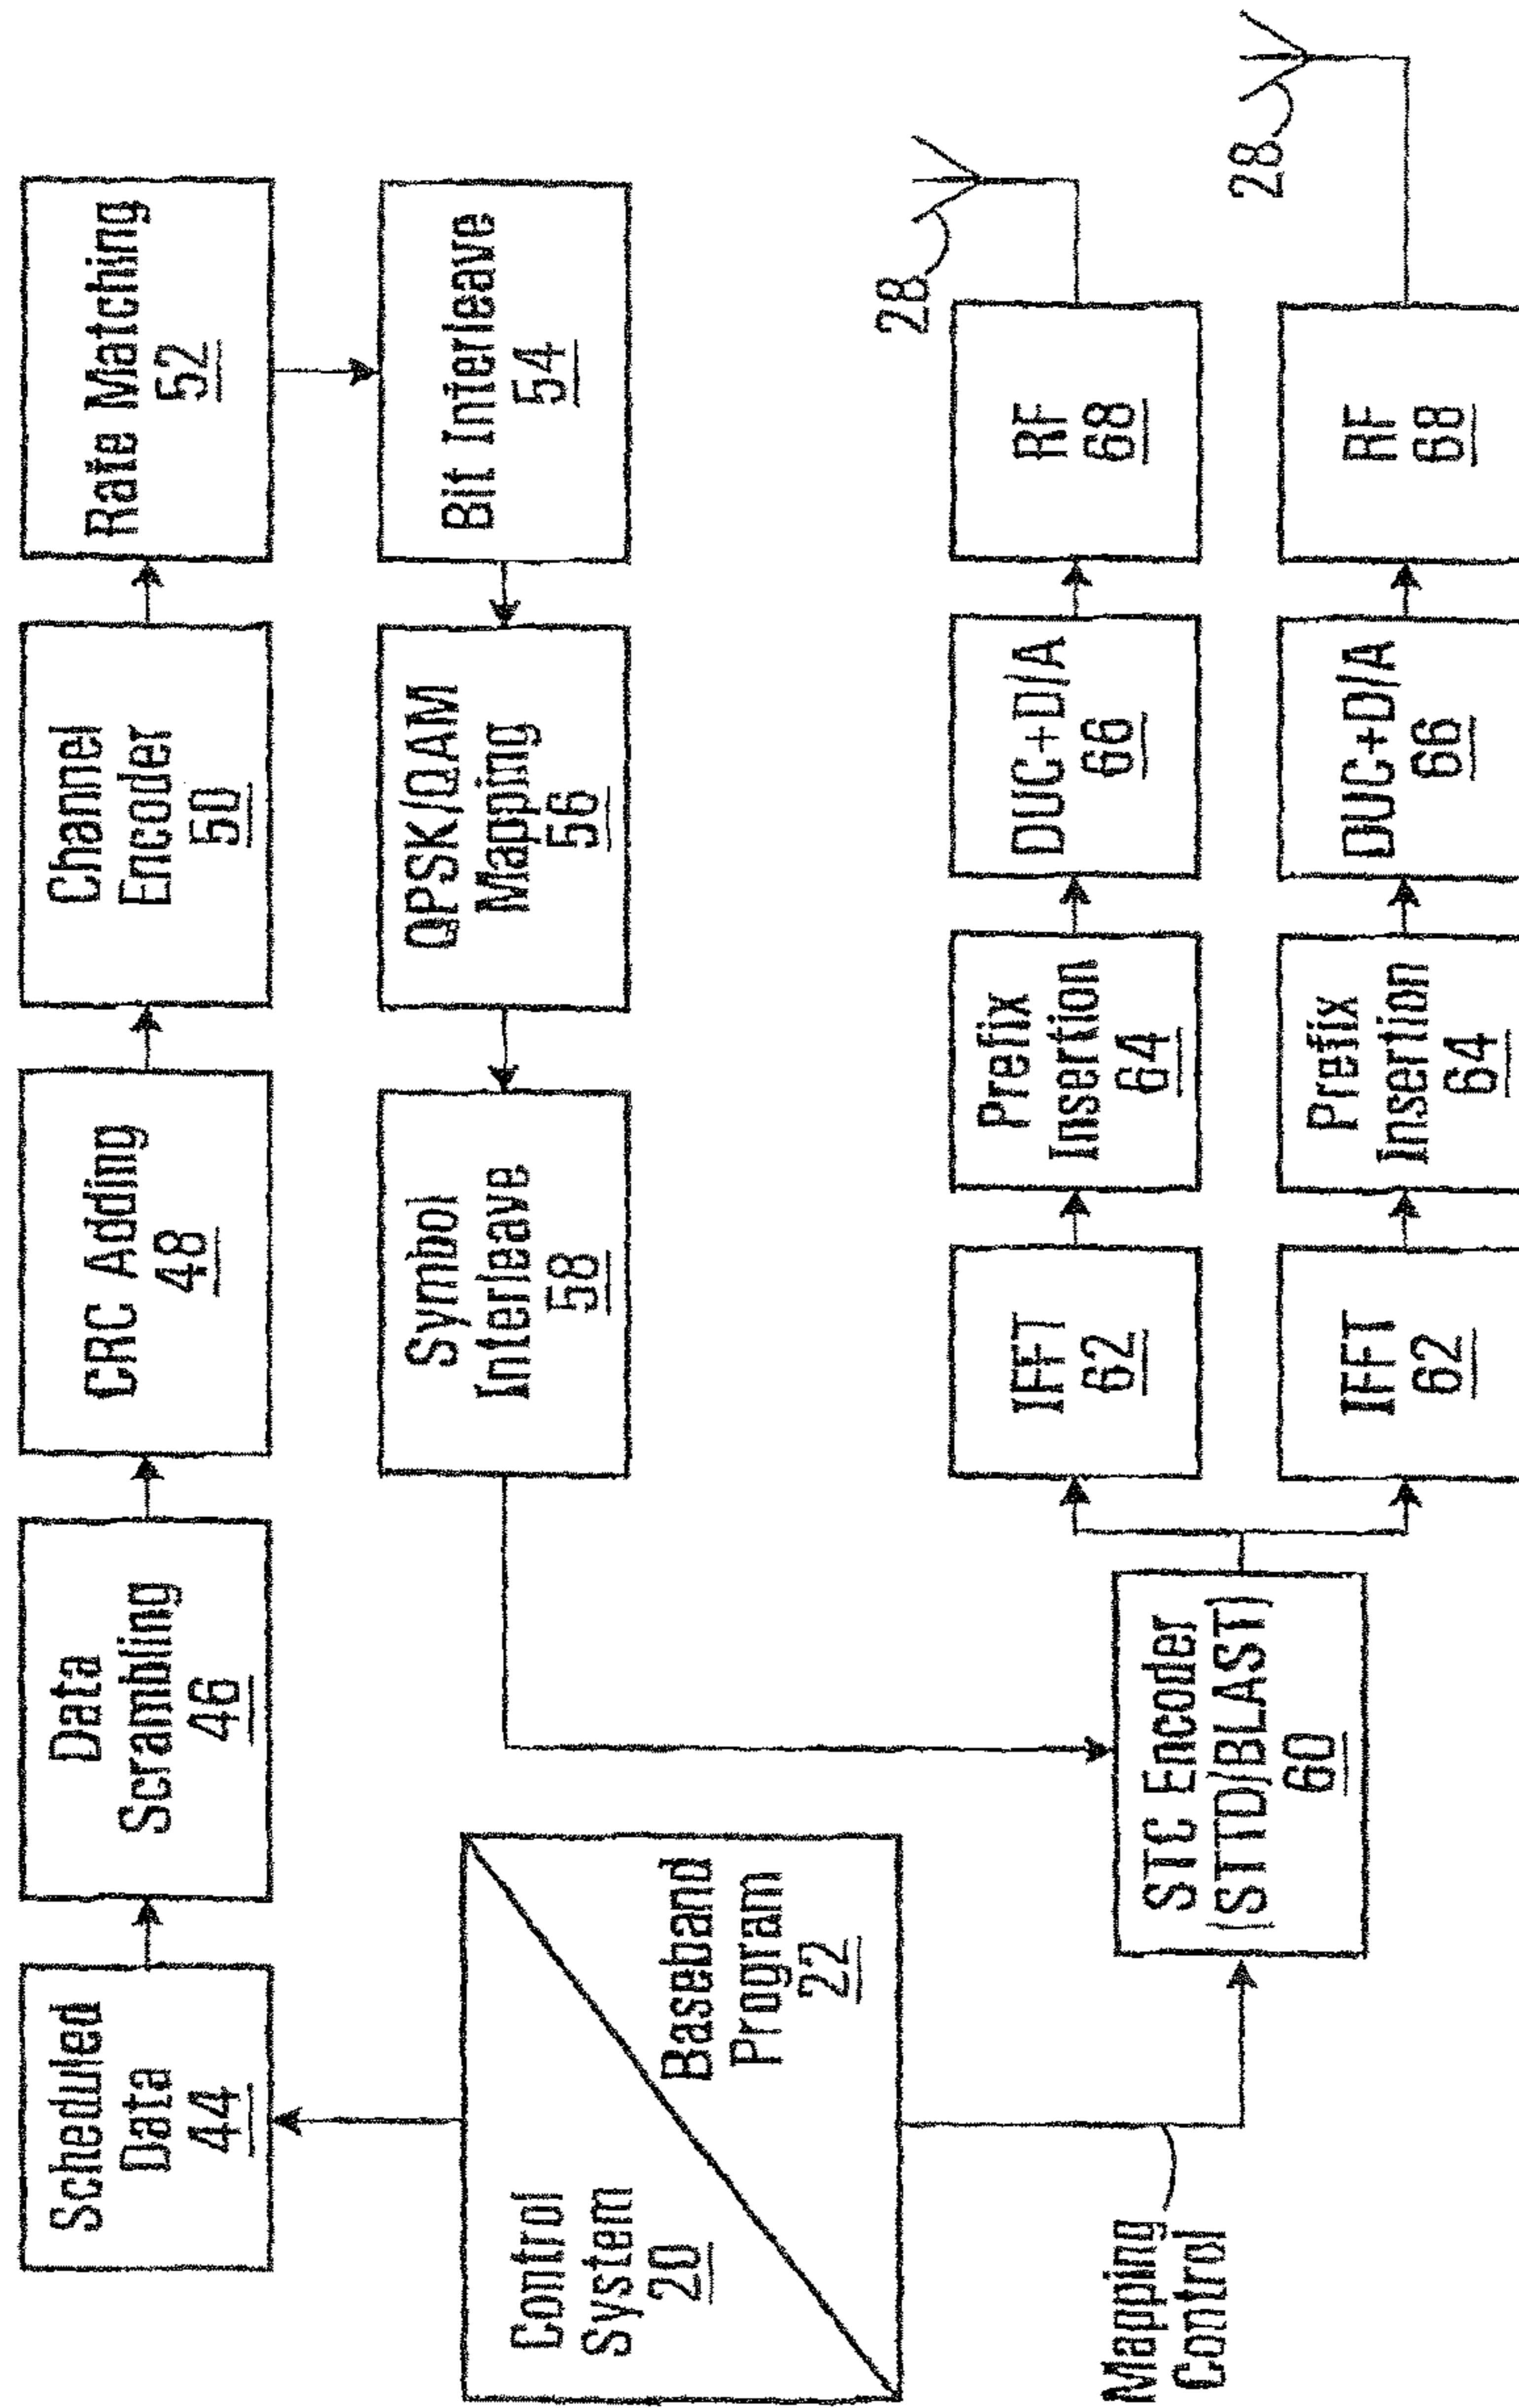 Scheduled
Data
44
Data
Scrambling
46
CRC Adding
48
Channel
Encoder
50
Rate Matching
52
Control
System
20
Baseband
Program
22
Symbol
Interleave
58
QPSK/QAM
Mapping
56
Bit Interleave
54
Mapping
Control
STC Encoder
(STTD/BLAST)
60
IFFT
62
Prefix
Insertion
64
DUC+D/A
66
RF
68
28
IFFT
62
Prefix
Insertion
64
DUC+D/A
66
RF
68
28